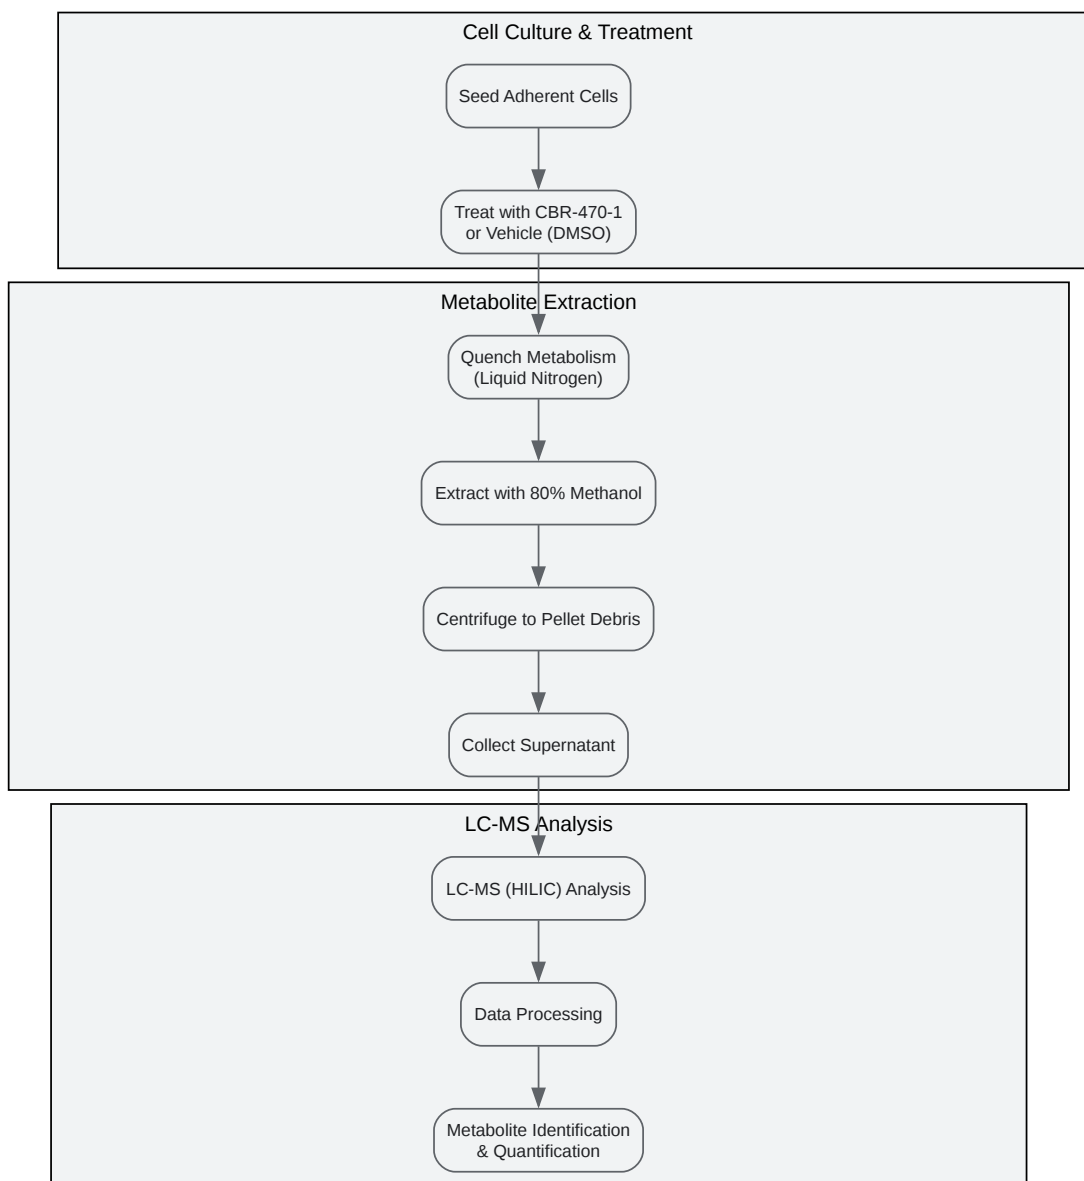 Cell Culture & Treatment
Seed Adherent Cells
Treat with CBR-470-1
or Vehicle (DMSO)
Metabolite Extraction
Quench Metabolism
(Liquid Nitrogen)
Extract with 80% Methanol
Centrifuge to Pellet Debris
Collect Supernatant
LC-MS Analysis
LC-MS (HILIC) Analysis
Data Processing
Metabolite Identification
& Quantification